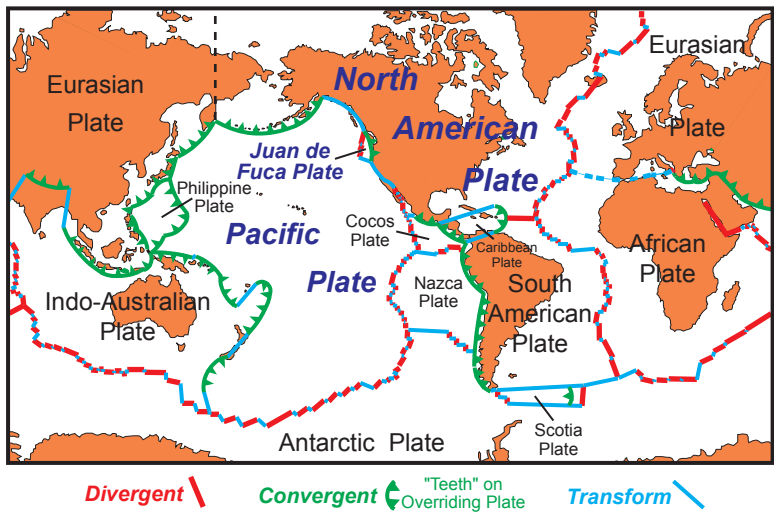 Eurasian
Plate
North
American
Plate
Eurasian
Plate
Juan de
Fuca Plate
Philippine
Plate
Pacific
Plate
Cocos
Plate
Caribbean
Plate
African
Plate
Nazca
Plate
South
American
Plate
Indo-Australian
Plate
Scotia
Plate
Antarctic Plate
Divergent
Convergent
"Teeth" on
Overriding Plate
Transform